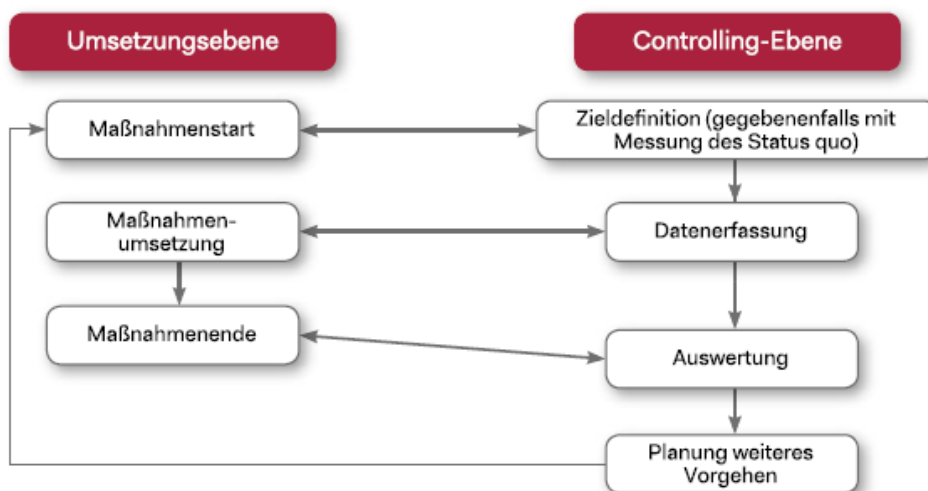 Umsetzungsebene
Controlling-Ebene
Maßnahmenstart
Zieldefinition (gegebenenfalls mit
Messung des Status quo)
Maßnahmen-
umsetzung
Datenerfassung
Maßnahmenende
Auswertung
Planung weiteres
Vorgehen